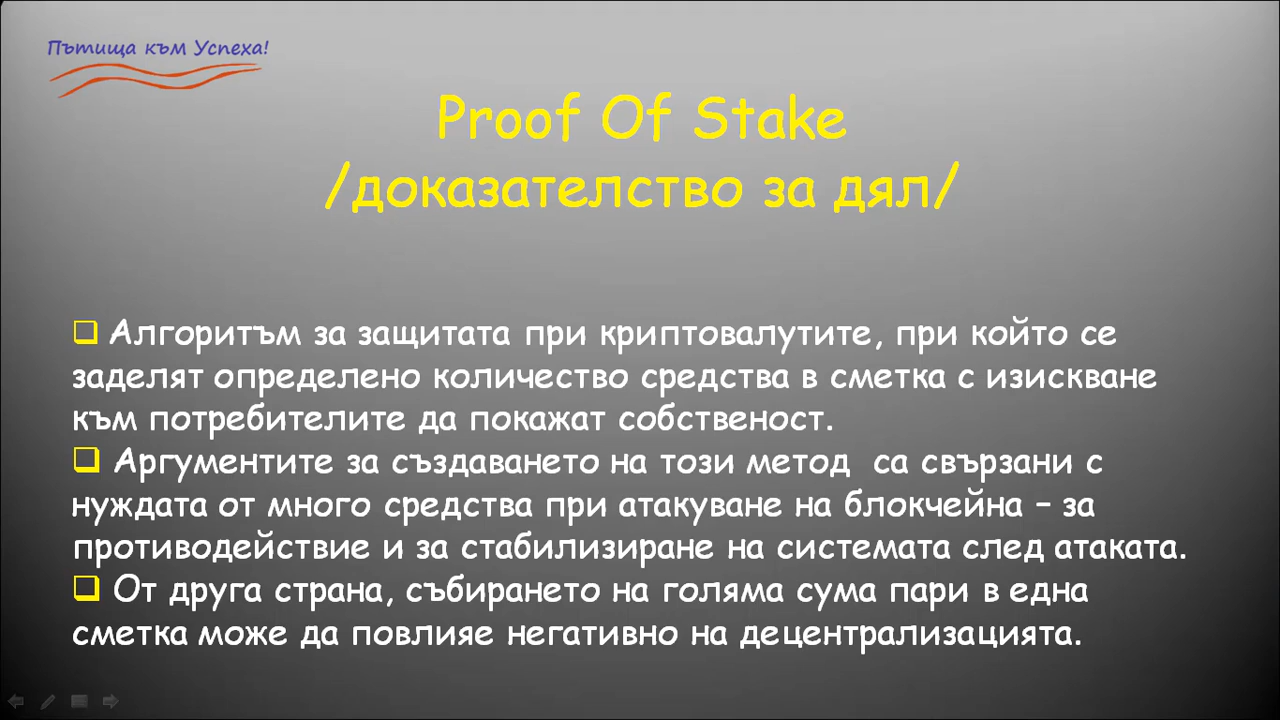 Пътища към Успеха!
Proof Of Stake
/доказателство за дял/
Алгоритъм за защитата при криптовалутите, при който се
заделят определено количество средства в сметка с изискване
към потребителите да покажат собственост.
Аргументите за създаването на този метод са свързани с
нуждата от много средства при атакуване на блокчейна – за
противодействие и за стабилизиране на системата след атаката.
От друга страна, събирането на голяма сума пари в една
сметка може да повлияе негативно на децентрализацията.